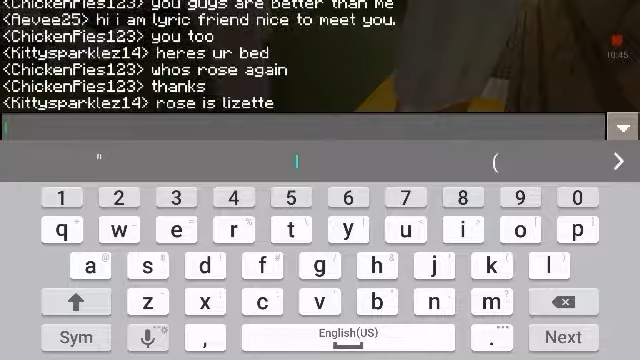 <ChickenPies123> you guys are better than me
<Aevee25> hi i am lyric friend nice to meet you.
<ChickenPies123> you too
<Kittysparklez14> heres ur bed
<ChickenPies123> whos rose again
<ChickenPies123> thanks
<Kittysparklez14> rose is lizette
10:45
" | (
1 2 3 4 5 6 7 8 9 0
q w e r t y u i o p
a s d f g h j k l
z x c v b n m
Sym , English(US) . Next